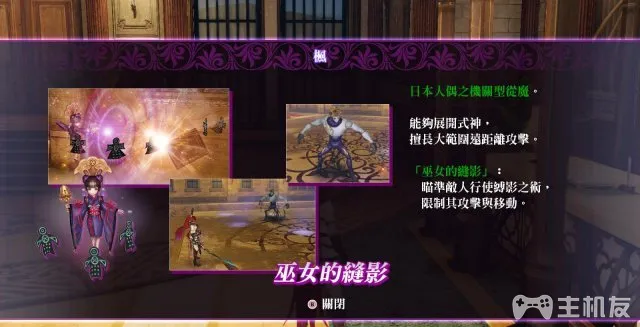 楓
日本人偶之機關型從魔。
能夠展開式神，
擅長大範圍遠距離攻擊。
「巫女的縫影」：
瞄準敵人行使縛影之術，
限制其攻擊與移動。
巫女的縫影
關閉
主机友